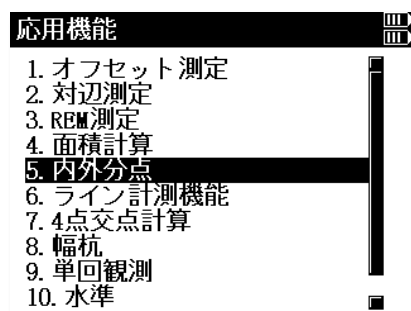 応用機能
1. オフセット測定
2. 対辺測定
3. REM測定
4. 面積計算
5. 内外分点
6. ライン計測機能
7. 4点交点計算
8. 幅杭
9. 単回観測
10. 水準